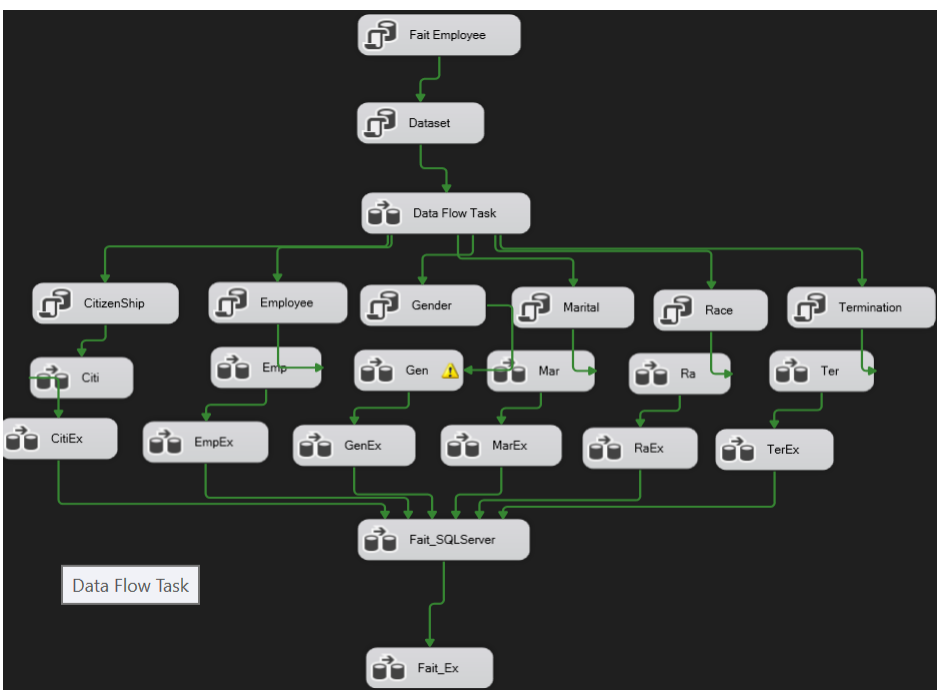 Fait Employee
Dataset
Data Flow Task
CitizenShip
Employee
Gender
Marital
Race
Termination
Citi
Emp
Gen
Mar
Ra
Ter
CitiEx
EmpEx
GenEx
MarEx
RaEx
TerEx
Fait_SQLServer
Data Flow Task
Fait_Ex